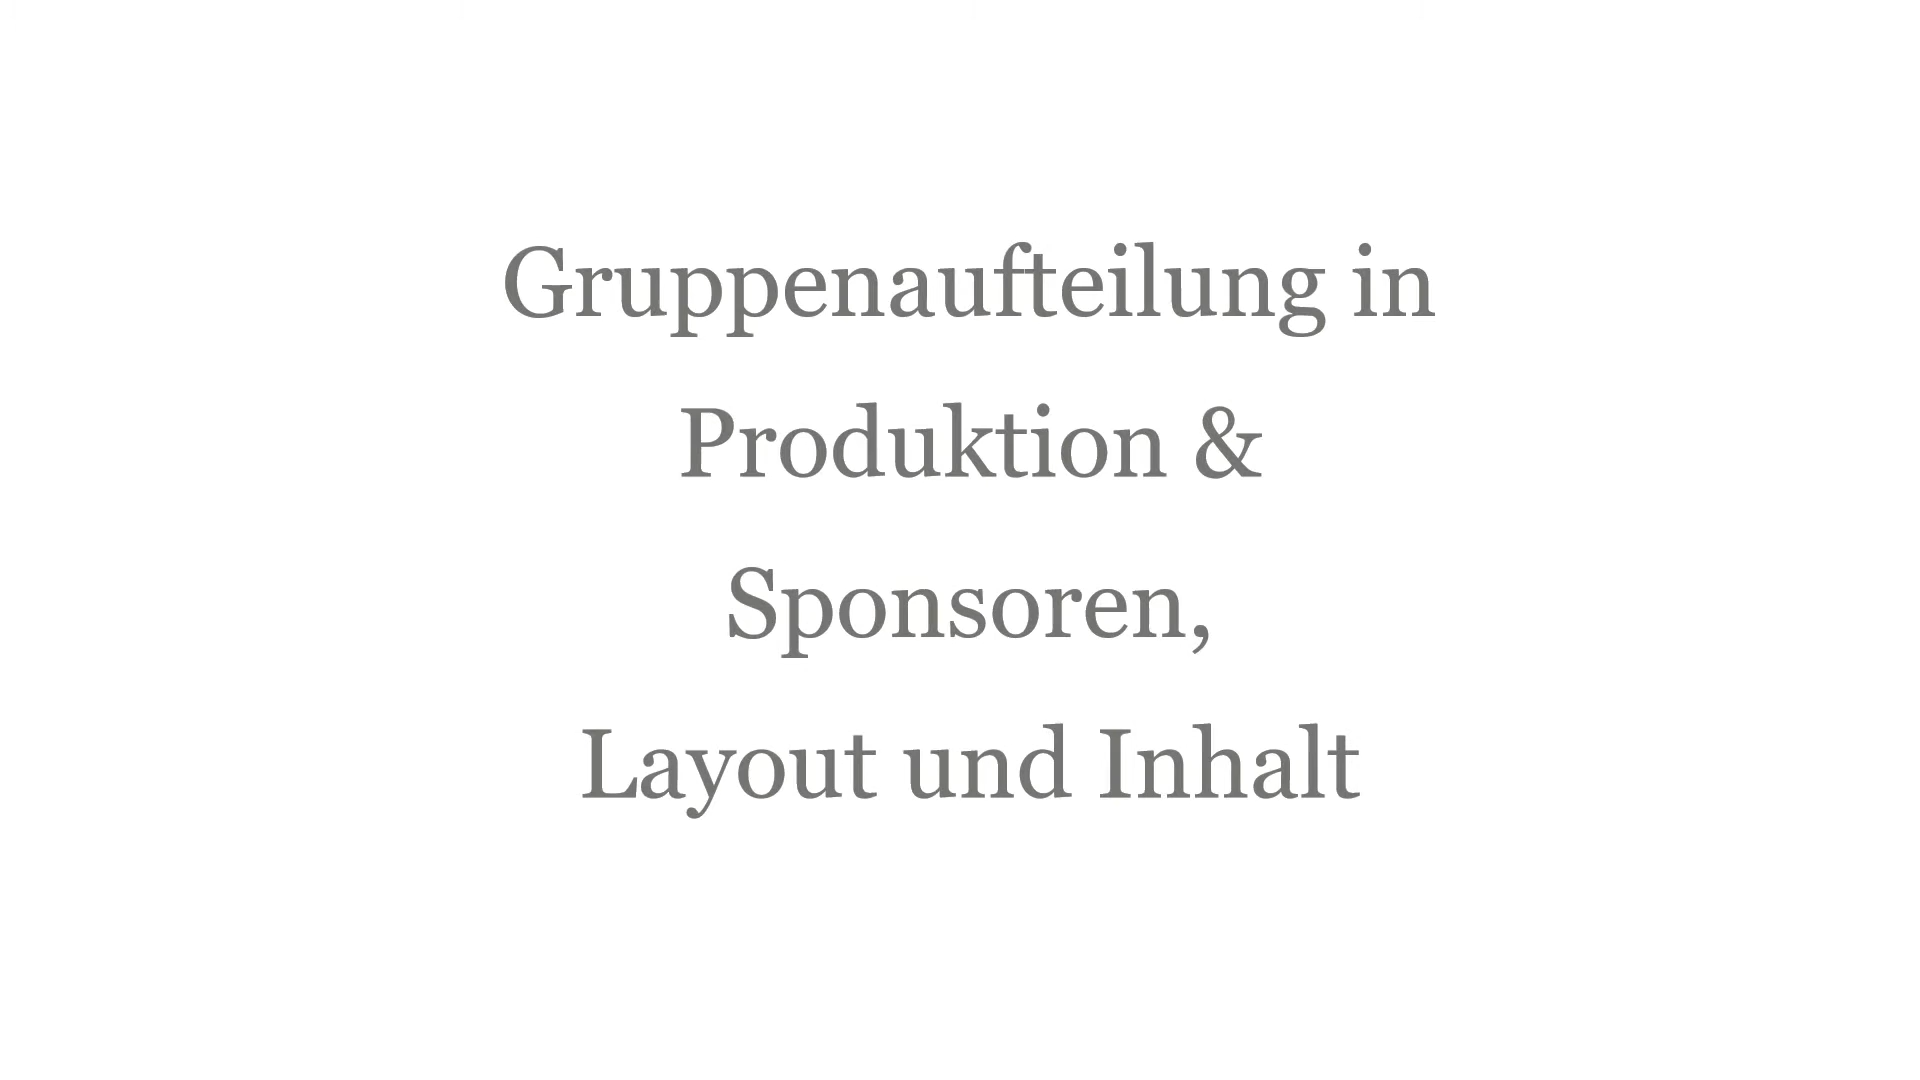 Gruppenaufteilung in
Produktion &
Sponsoren,
Layout und Inhalt